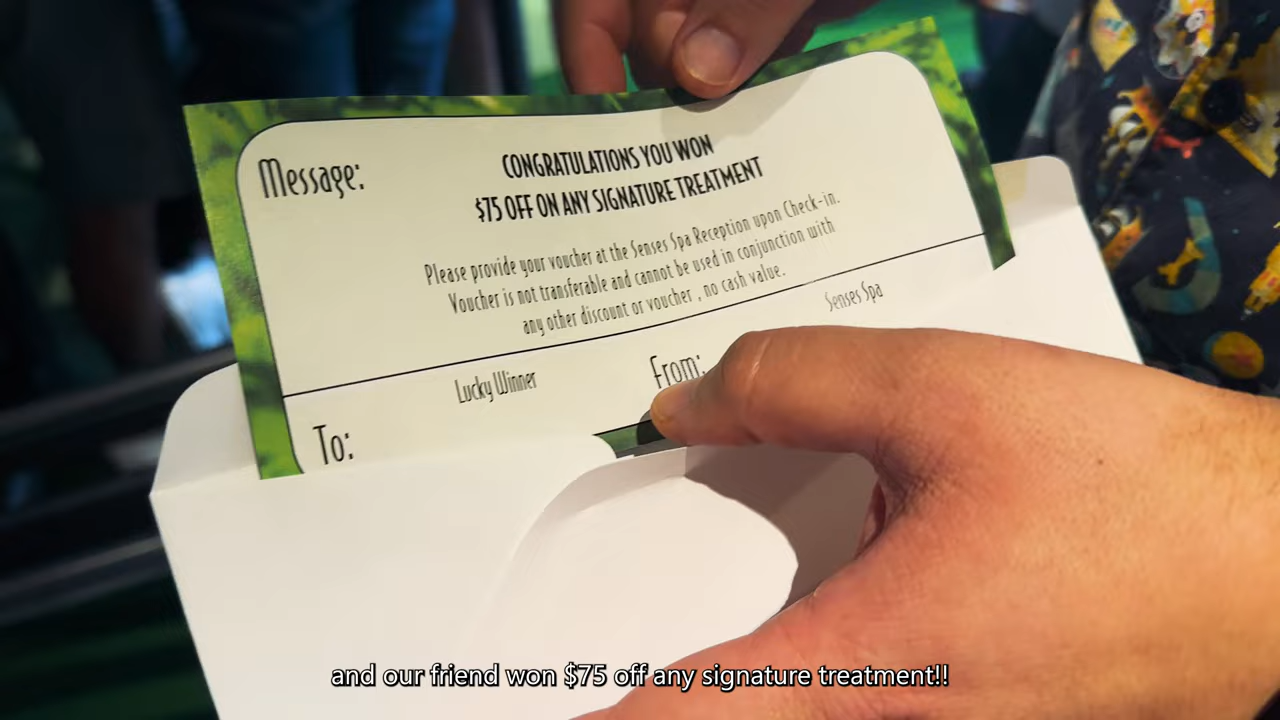 Message:
CONGRATULATIONS YOU WON
$75 OFF ON ANY SIGNATURE TREATMENT
Please provide your voucher at the Senses Spa Reception upon Check-in.
Voucher is not transferable and cannot be used in conjunction with
any other discount or voucher , no cash value.
To:
Lucky Winner
From:
Senses Spa
and our friend won $75 off any signature treatment!!